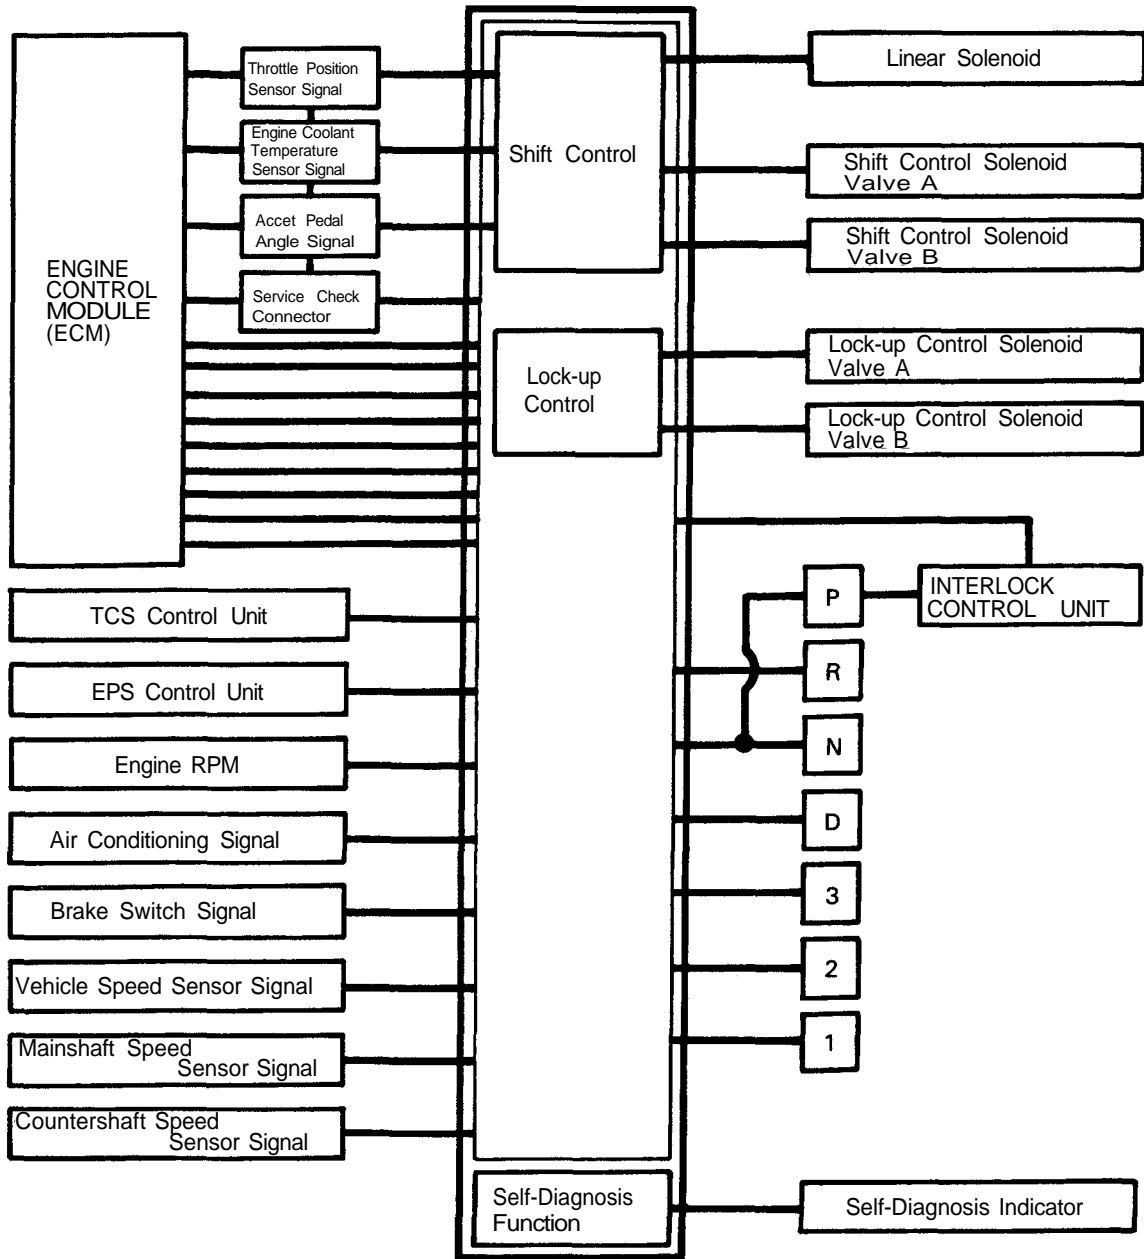 Throttle Position
Sensor Signal
Engine Coolant
Temperature
Sensor Signal
Accet Pedal
Angle Signal
Service Check
Connector
ENGINE
CONTROL
MODULE
(ECM)
TCS Control Unit
EPS Control Unit
Engine RPM
Air Conditioning Signal
Brake Switch Signal
Vehicle Speed Sensor Signal
Mainshaft Speed
Sensor Signal
Countershaft Speed
Sensor Signal
Shift Control
Lock-up
Control
Self-Diagnosis
Function
Linear Solenoid
Shift Control Solenoid
Valve A
Shift Control Solenoid
Valve B
Lock-up Control Solenoid
Valve A
Lock-up Control Solenoid
Valve B
INTERLOCK
CONTROL UNIT
P
R
N
D
3
2
1
Self-Diagnosis Indicator